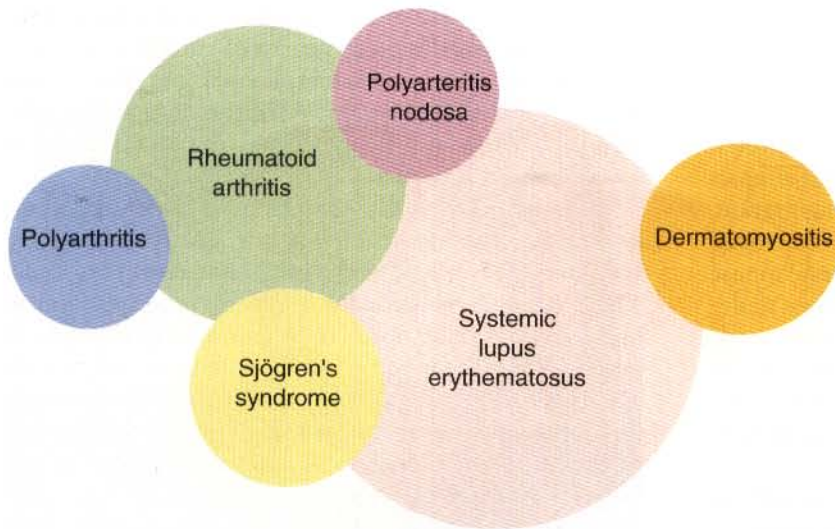 Polyarteritis
nodosa
Rheumatoid
arthritis
Polyarthritis
Dermatomyositis
Systemic
lupus
erythematosus
Sjögren's
syndrome